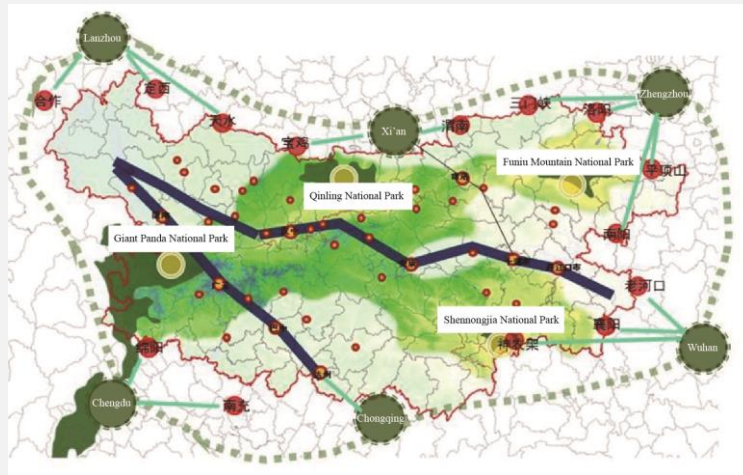 Lanzhou
定西
合作
天水
三门峡
洛阳
Zhengzhou
渭南
Xi'an
宝鸡
Funiu Mountain National Park
平顶山
Qinling National Park
南阳
Giant Panda National Park
老河口
Shennongjia National Park
襄阳
神农架
Wuhan
绵阳
Chengdu
南充
Chongqing